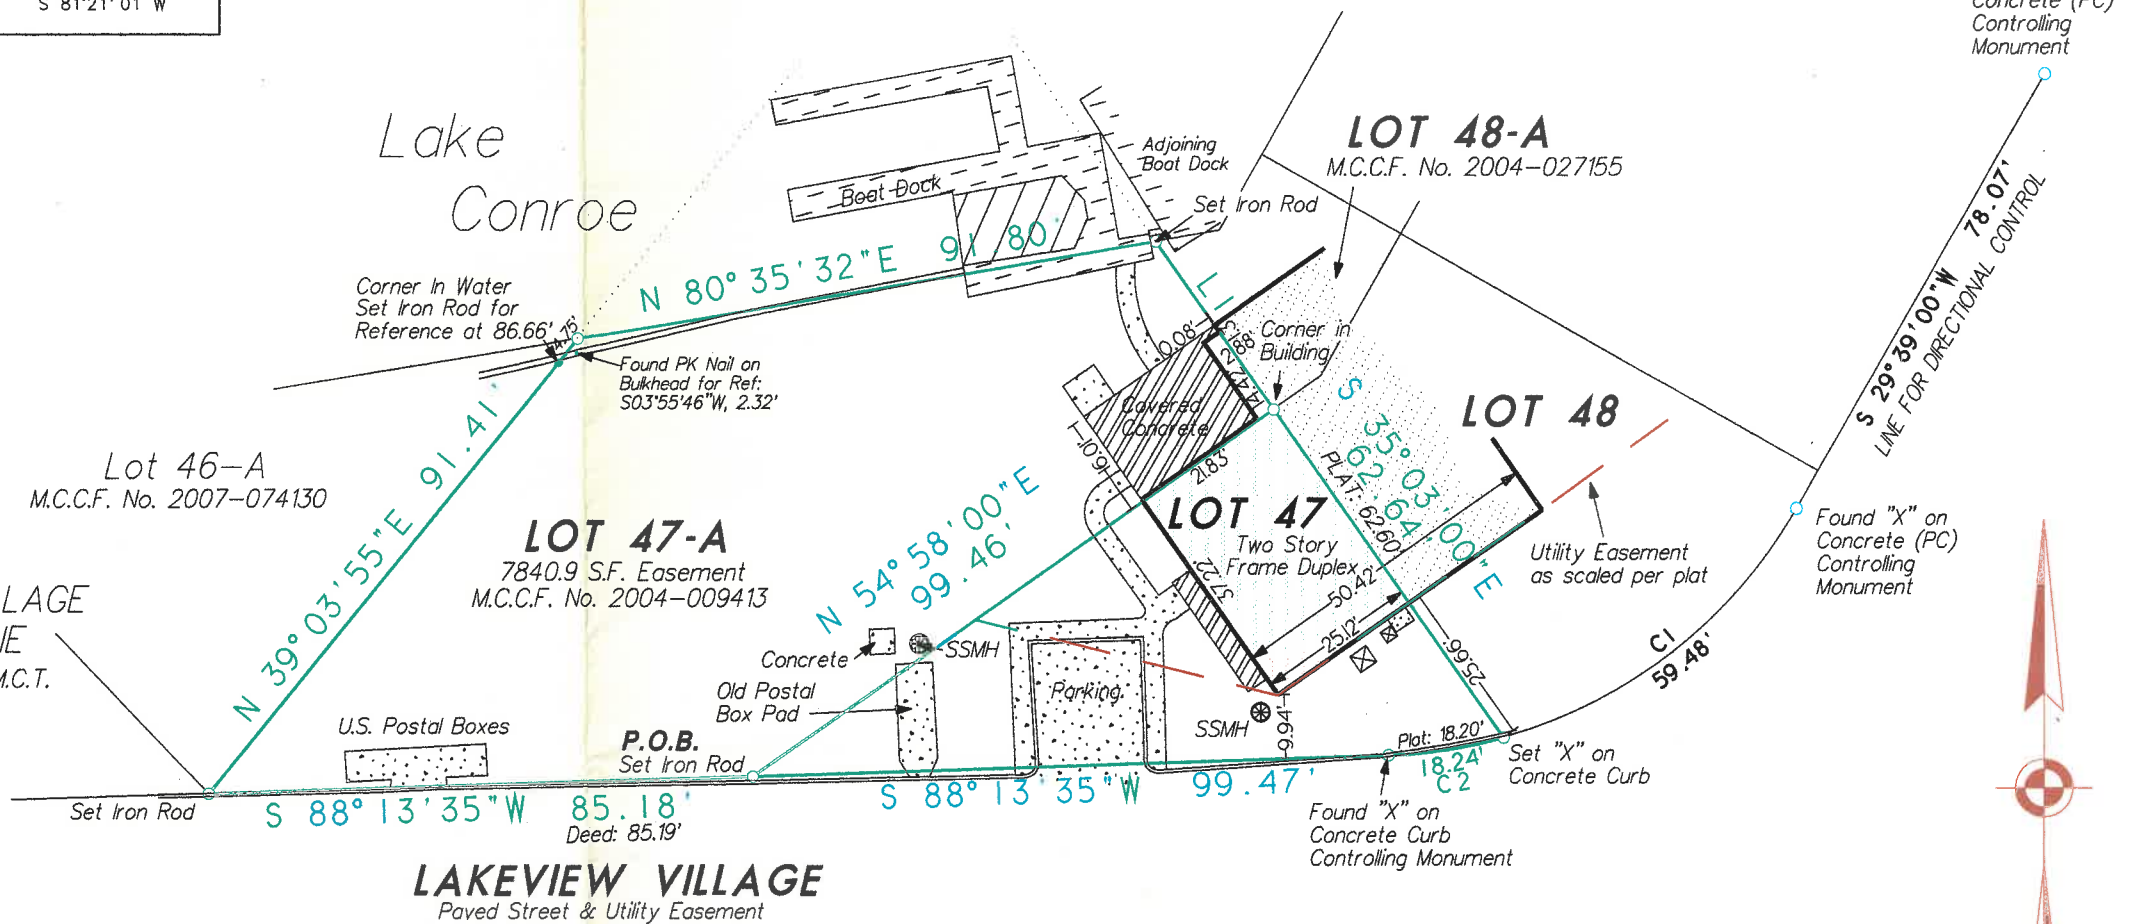 S 81°21'01" W
Concrete (PC)
Controlling
Monument
Lake
Conroe
Boat Dock
Adjoining
Boat Dock
LOT 48-A
M.C.C.F. No. 2004-027155
Set Iron Rod
S 29°39'00"W 78.07'
LINE FOR DIRECTIONAL CONTROL
Corner In Water
Set Iron Rod for
Reference at 86.66'
4.75'
N 80°35'32"E 91.80'
Found PK Nail on
Bulkhead for Ref:
S03°55'46"W, 2.32'
L1
Corner in
Building
2.88'
14.42'
Covered
Concrete
21.83'
LOT 48
S 35°03'00"E
62.64'
PLAT: 62.60'
Lot 46-A
M.C.C.F. No. 2007-074130
N 39°03'55"E 91.41'
LOT 47-A
7840.9 S.F. Easement
M.C.C.F. No. 2004-009413
N 54°58'00"E
99.46'
LOT 47
Two Story
Frame Duplex
37.22'
50.42'
25.12'
Utility Easement
as scaled per plat
Found "X" on
Concrete (PC)
Controlling
Monument
LAGE
Concrete
SSMH
Old Postal
Box Pad
Parking
SSMH
9.94'
25.66'
C1
59.48'
U.S. Postal Boxes
P.O.B.
Set Iron Rod
Plat: 18.20'
18.24'
C2
Set "X" on
Concrete Curb
Set Iron Rod
S 88°13'35"W 85.18'
Deed: 85.19'
S 88°13'35"W 99.47'
Found "X" on
Concrete Curb
Controlling Monument
LAKEVIEW VILLAGE
Paved Street & Utility Easement